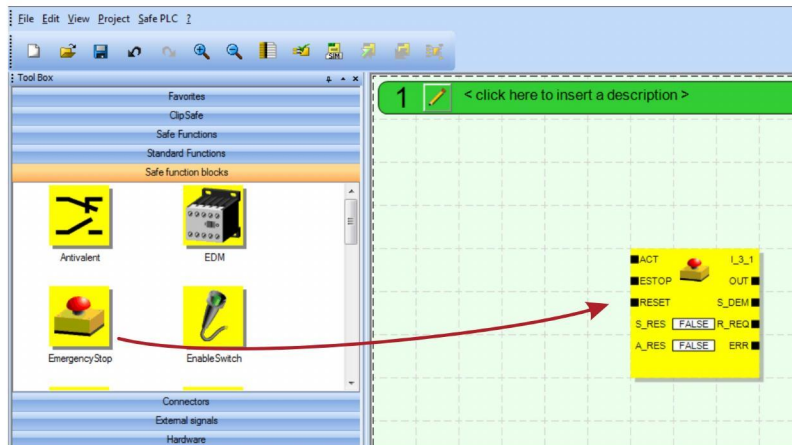 File Edit View Project Safe PLC ?
SIM
Tool Box
Favorites
ClipSafe
Safe Functions
Standard Functions
Safe function blocks
Antivalent EDM
EmergencyStop EnableSwitch
Connectors
External signals
Hardware
1 < click here to insert a description >
ACT I_3_1
ESTOP OUT
RESET S_DEM
S_RES FALSE R_REQ
A_RES FALSE ERR